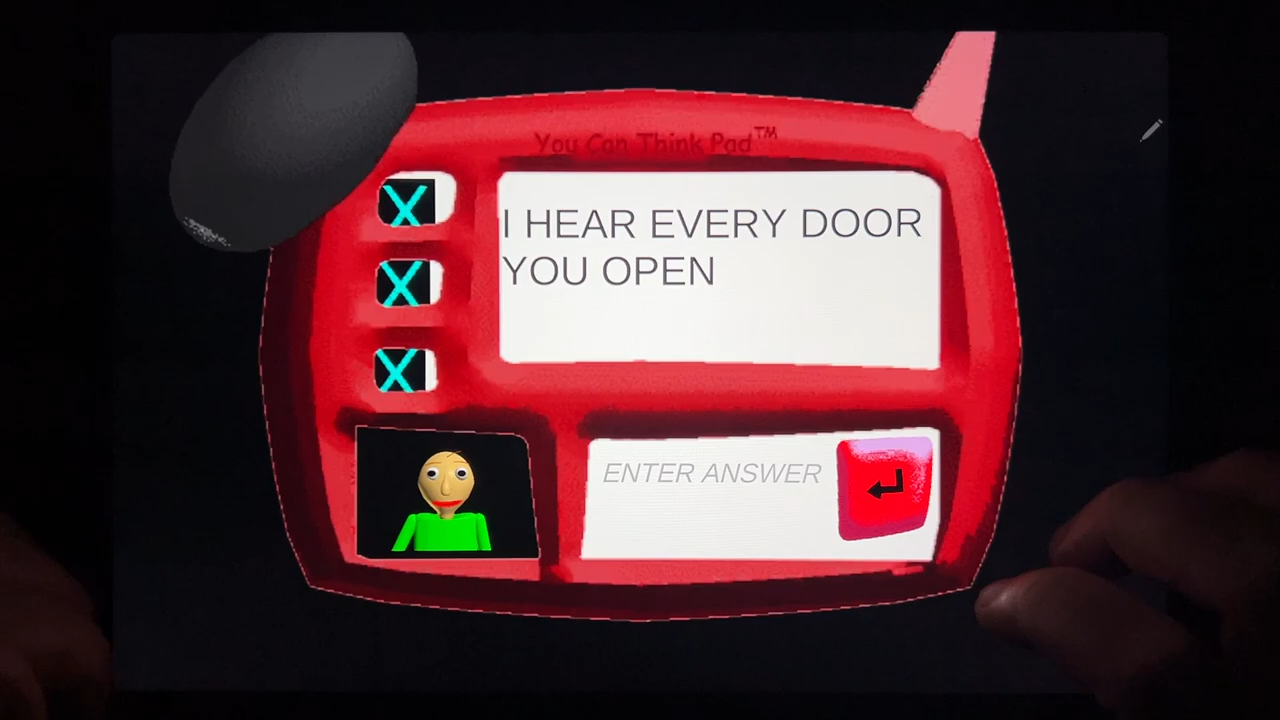 You Can Think Pad™
I HEAR EVERY DOOR
YOU OPEN
ENTER ANSWER